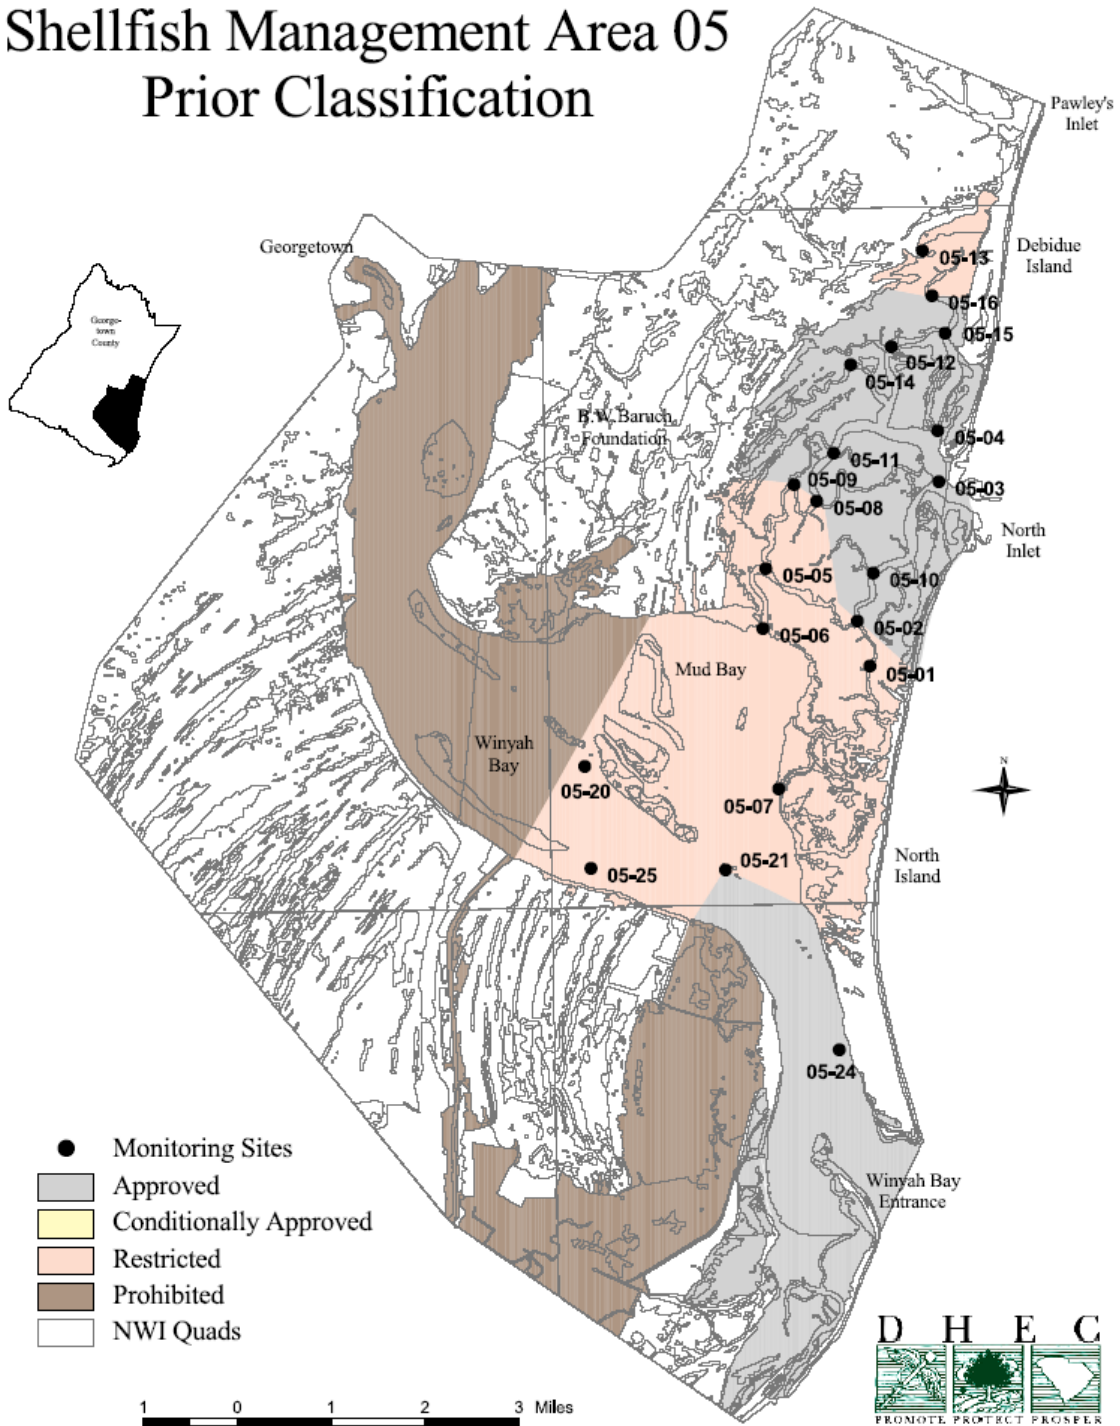 Shellfish Management Area 05
Prior Classification
Pawley's
Inlet
Georgetown
Debidue
Island
George-
town
County
05-13
05-16
05-15
05-12
05-14
B.W. Baruch
Foundation
05-04
05-11
05-09
05-03
05-08
North
Inlet
05-05
05-10
05-06
05-02
Mud Bay
05-01
Winyah
Bay
N
05-20
05-07
05-21
North
Island
05-25
05-24
Monitoring Sites
Approved
Conditionally Approved
Restricted
Prohibited
NWI Quads
Winyah Bay
Entrance
1 0 1 2 3 Miles
D H E C
PROMOTE PROTECT PROSPER